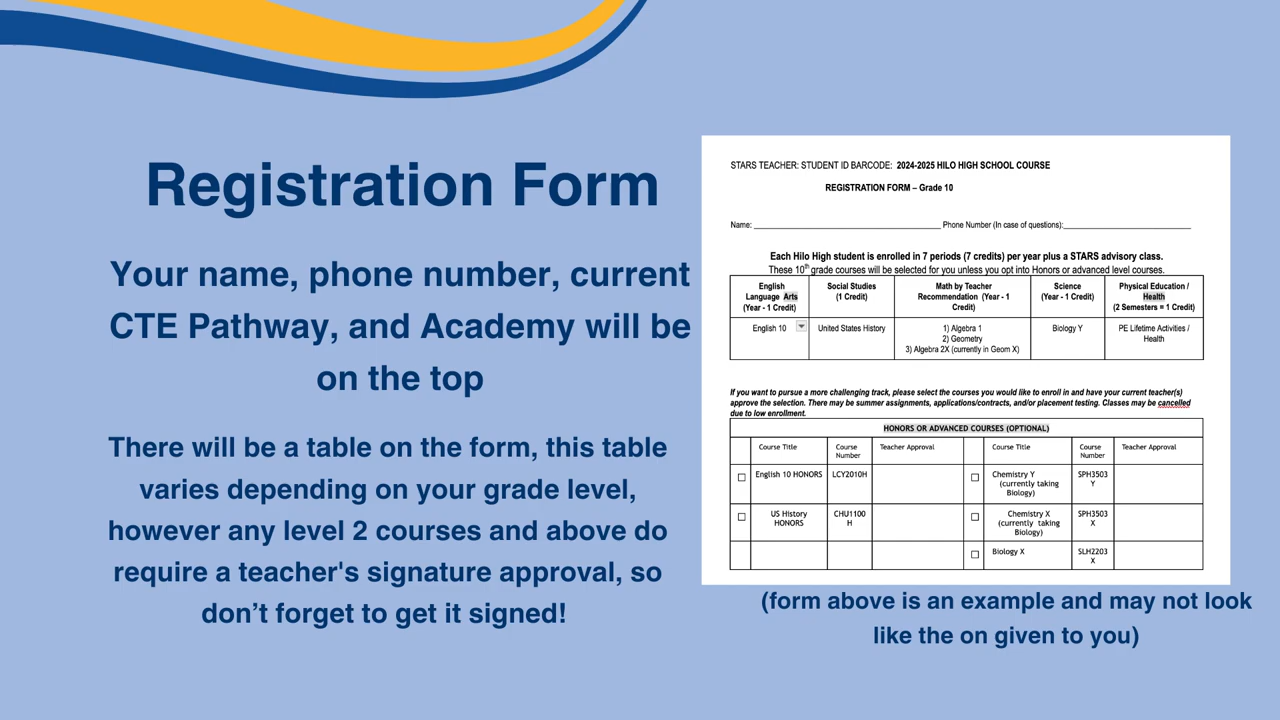 Registration Form
Your name, phone number, current
CTE Pathway, and Academy will be
on the top
There will be a table on the form, this table
varies depending on your grade level,
however any level 2 courses and above do
require a teacher's signature approval, so
don’t forget to get it signed!
STARS TEACHER: STUDENT ID BARCODE: 2024-2025 HILO HIGH SCHOOL COURSE
REGISTRATION FORM – Grade 10
Name: ________________ Phone Number (In case of questions):________________
Each Hilo High student is enrolled in 7 periods (7 credits) per year plus a STARS advisory class.
These 10th grade courses will be selected for you unless you opt into Honors or advanced level courses.
English
Language Arts
(Year - 1 Credit)
Social Studies
(1 Credit)
Math by Teacher
Recommendation (Year - 1
Credit)
Science
(Year - 1 Credit)
Physical Education /
Health
(2 Semesters = 1 Credit)
English 10
United States History
1) Algebra 1
2) Geometry
3) Algebra 2X (currently in Geom X)
Biology Y
PE Lifetime Activities /
Health
If you want to pursue a more challenging track, please select the courses you would like to enroll in and have your current teacher(s)
approve the selection. There may be summer assignments, applications/contracts, and/or placement testing. Classes may be cancelled
due to low enrollment.
HONORS OR ADVANCED COURSES (OPTIONAL)
Course Title
Course
Number
Teacher Approval
Course Title
Course
Number
Teacher Approval
English 10 HONORS
LCY2010H
Chemistry Y
(currently taking
Biology)
SPH3503
Y
US History
HONORS
CHU1100
H
Chemistry X
(currently taking
Biology)
SPH3503
X
Biology X
SLH2203
X
(form above is an example and may not look
like the on given to you)